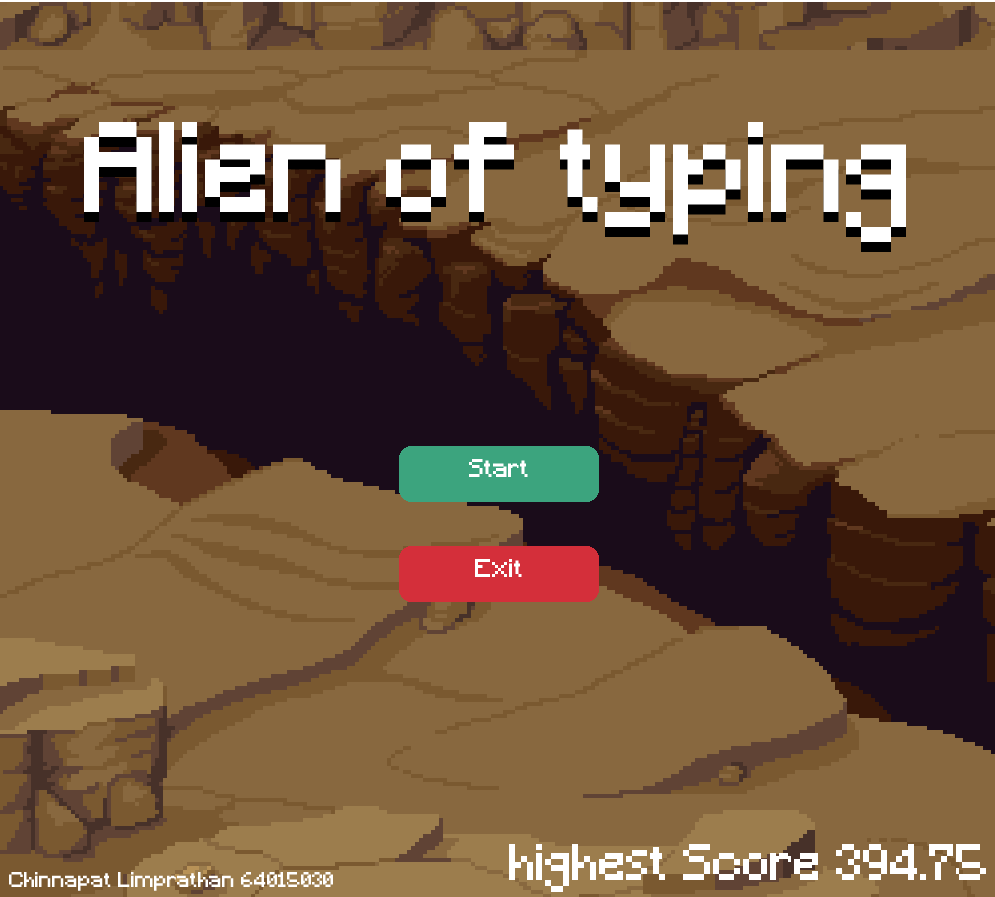 Alien of typing
Start
Exit
highest Score 394.75
Chinnapat Limprathan 64015030